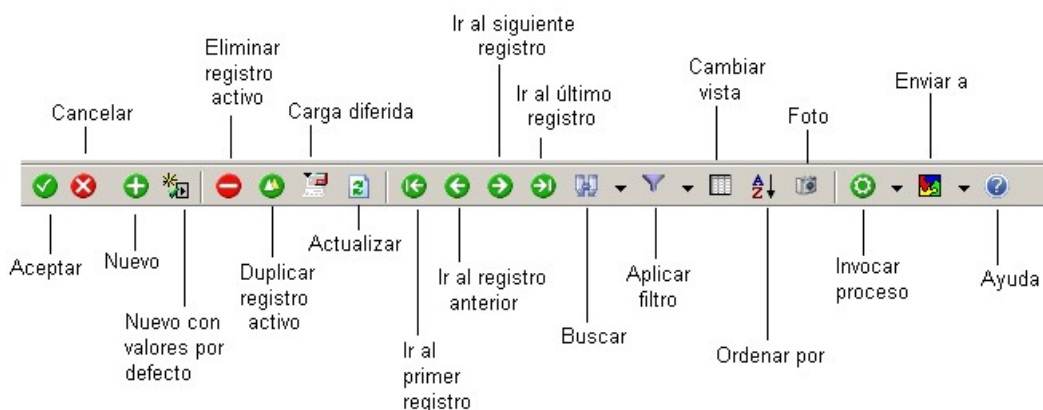 Ir al siguiente
registro
Eliminar
registro
activo
Cambiar
vista
Enviar a
Cancelar
Carga diferida
Ir al último
registro
Foto
Aceptar
Nuevo
Actualizar
Duplicar
registro
activo
Ir al registro
anterior
Aplicar
filtro
Invocar
proceso
Ayuda
Nuevo con
valores por
defecto
Buscar
Ir al
primer
registro
Ordenar por